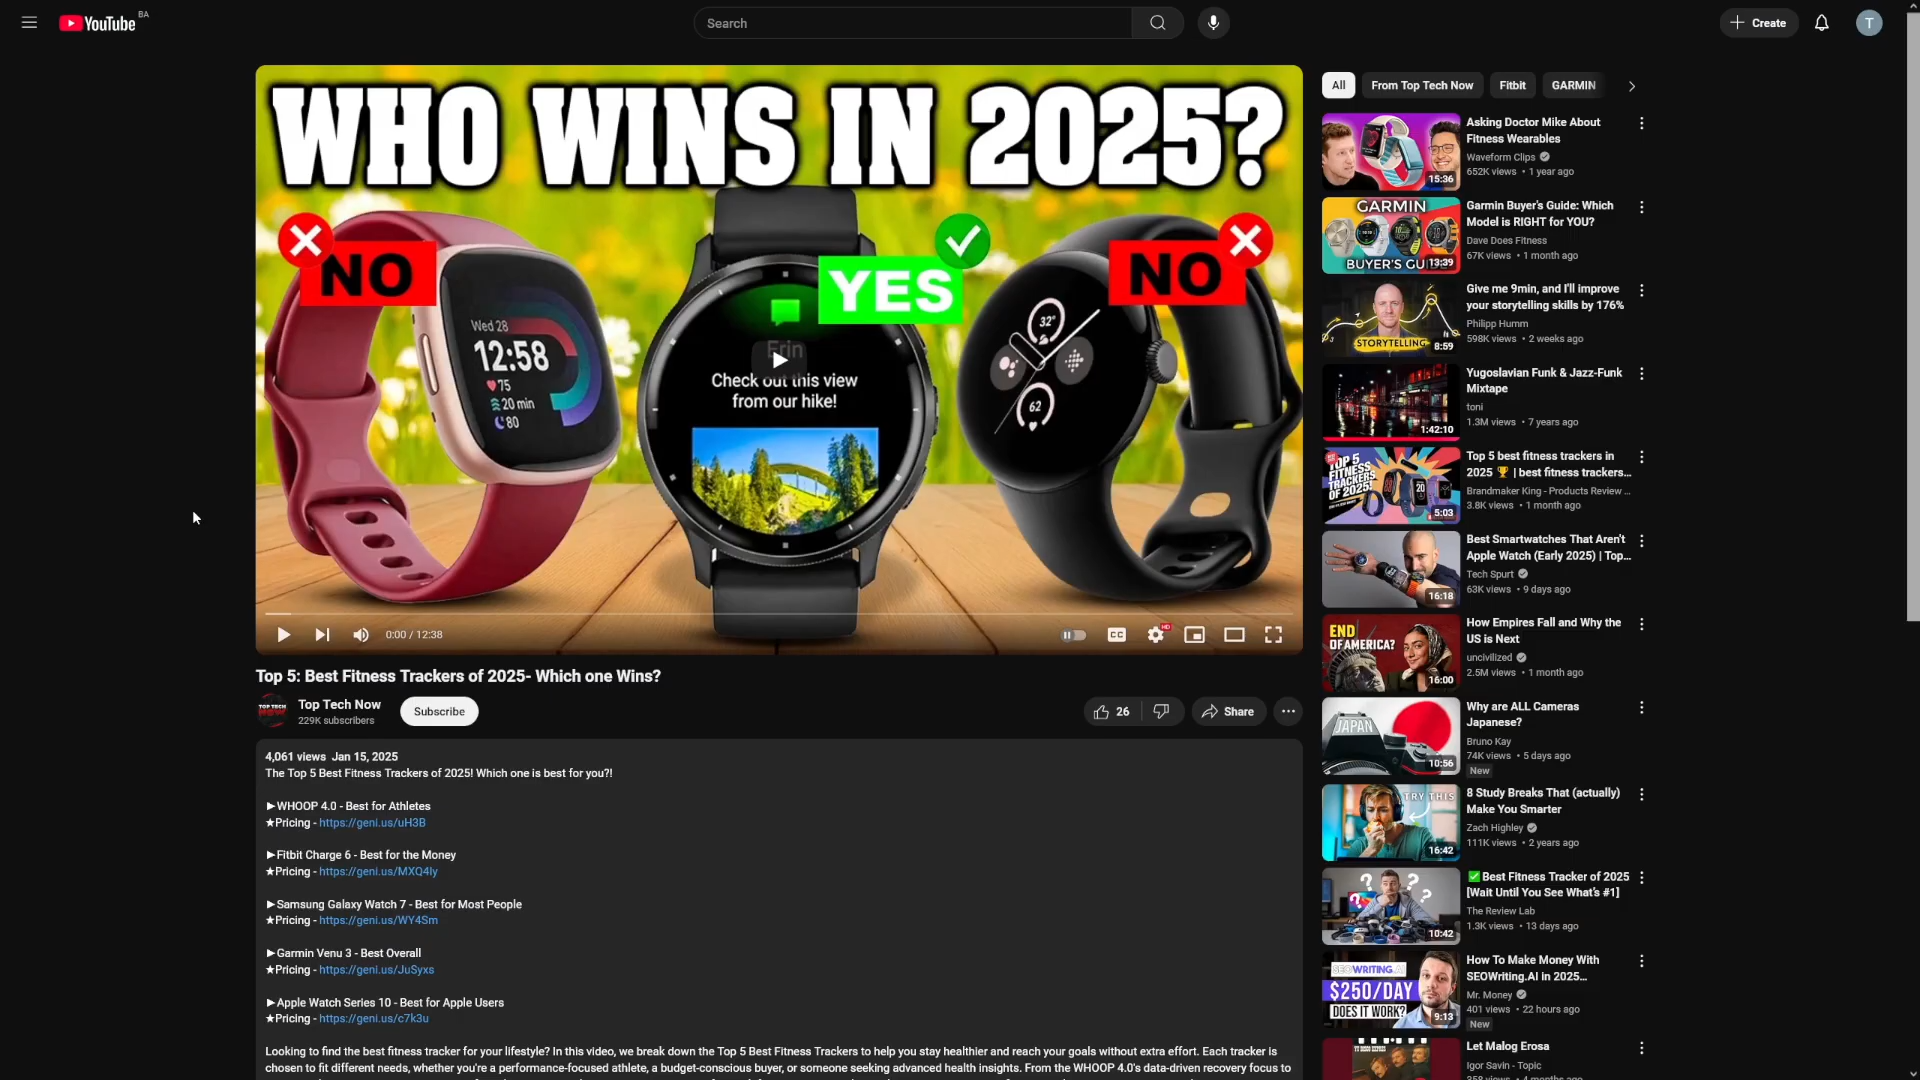 YouTube BA
Search
Create
T
WHO WINS IN 2025?
NO
YES
NO
Wed 28
12:58
75
20 min
80
Erin
Check out this view
from our hike!
32°
62
0:00 / 12:38
CC
HD
Top 5: Best Fitness Trackers of 2025- Which one Wins?
TOP TECH
NOW
Top Tech Now
229K subscribers
Subscribe
26
Share
4,061 views Jan 15, 2025
The Top 5 Best Fitness Trackers of 2025! Which one is best for you?!
►WHOOP 4.0 - Best for Athletes
★Pricing - https://geni.us/uH3B
►Fitbit Charge 6 - Best for the Money
★Pricing - https://geni.us/MXQ4Iy
►Samsung Galaxy Watch 7 - Best for Most People
★Pricing - https://geni.us/WY4Sm
►Garmin Venu 3 - Best Overall
★Pricing - https://geni.us/JuSyxs
►Apple Watch Series 10 - Best for Apple Users
★Pricing - https://geni.us/c7k3u
Looking to find the best fitness tracker for your lifestyle? In this video, we break down the Top 5 Best Fitness Trackers to help you stay healthier and reach your goals without extra effort. Each tracker is
chosen to fit different needs, whether you're a performance-focused athlete, a budget-conscious buyer, or someone seeking advanced health insights. From the WHOOP 4.0's data-driven recovery focus to
All
From Top Tech Now
Fitbit
GARMIN
15:36
Asking Doctor Mike About
Fitness Wearables
Waveform Clips
652K views • 1 year ago
GARMIN
BUYER'S GU
13:39
Garmin Buyer's Guide: Which
Model is RIGHT for YOU?
Dave Does Fitness
67K views • 1 month ago
STORYTELLING
8:59
Give me 9min, and I'll improve
your storytelling skills by 176%
Philipp Humm
598K views • 2 weeks ago
1:42:10
Yugoslavian Funk & Jazz-Funk
Mixtape
toni
1.3M views • 7 years ago
TOP 5
FITNESS
TRACKERS
OF 2025!
20
5:03
Top 5 best fitness trackers in
2025 🏆 | best fitness trackers...
Brandmaker King - Products Review ...
3.8K views • 1 month ago
16:18
Best Smartwatches That Aren't
Apple Watch (Early 2025) | Top...
Tech Spurt
63K views • 9 days ago
END
OF AMERICA?
16:00
How Empires Fall and Why the
US is Next
uncivilized
2.5M views • 1 month ago
JAPAN
10:56
Why are ALL Cameras
Japanese?
Bruno Kay
74K views • 5 days ago
New
TRY THIS
16:42
8 Study Breaks That (actually)
Make You Smarter
Zach Highley
111K views • 2 years ago
? ? ? ?
10:42
✅Best Fitness Tracker of 2025
[Wait Until You See What's #1]
The Review Lab
1.3K views • 13 days ago
SEOWRITING.AI
$250/DAY
DOES IT WORK?
9:13
How To Make Money With
SEOWriting.AI in 2025...
Mr. Money
401 views • 22 hours ago
New
Let Malog Erosa
Igor Savin - Topic